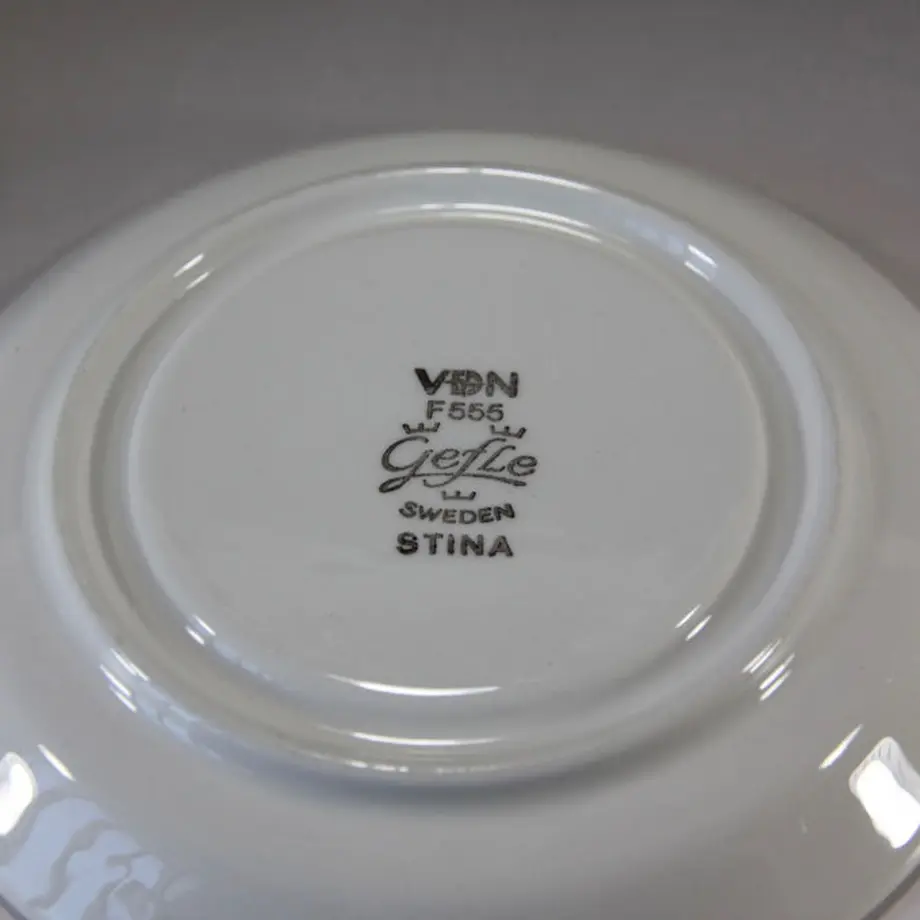 VDN
F555
Gefle
SWEDEN
STINA